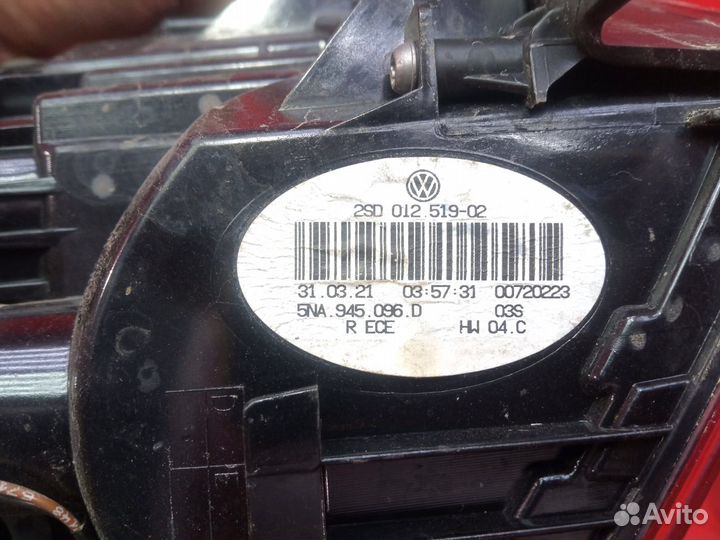 2SD 012 519-02
31.03.21 03:57:31 00720223
5NA.945.096.D 03S
R ECE HW 04.C
Avito